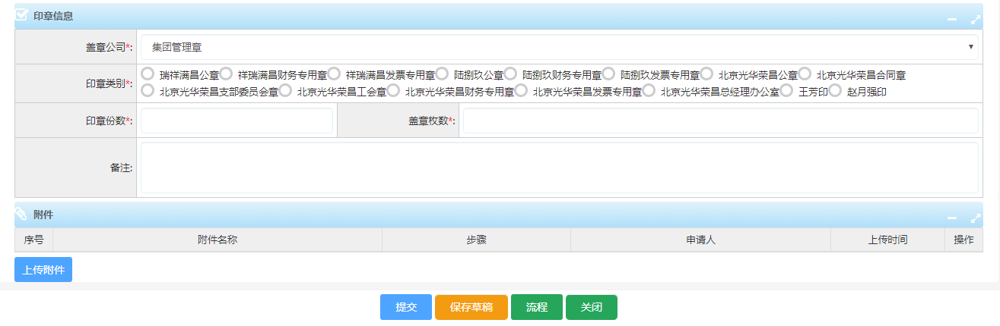 印章信息
盖章公司*: 集团管理章
印章类别*: 瑞祥满昌公章 祥瑞满昌财务专用章 祥瑞满昌发票专用章 陆捌玖公章 陆捌玖财务专用章 陆捌玖发票专用章 北京光华荣昌公章 北京光华荣昌合同章
北京光华荣昌支部委员会章 北京光华荣昌工会章 北京光华荣昌财务专用章 北京光华荣昌发票专用章 北京光华荣昌总经理办公室 王芳印 赵月强印
印章份数*: 盖章枚数*:
备注:
附件
序号 附件名称 步骤 申请人 上传时间 操作
上传附件
提交 保存草稿 流程 关闭